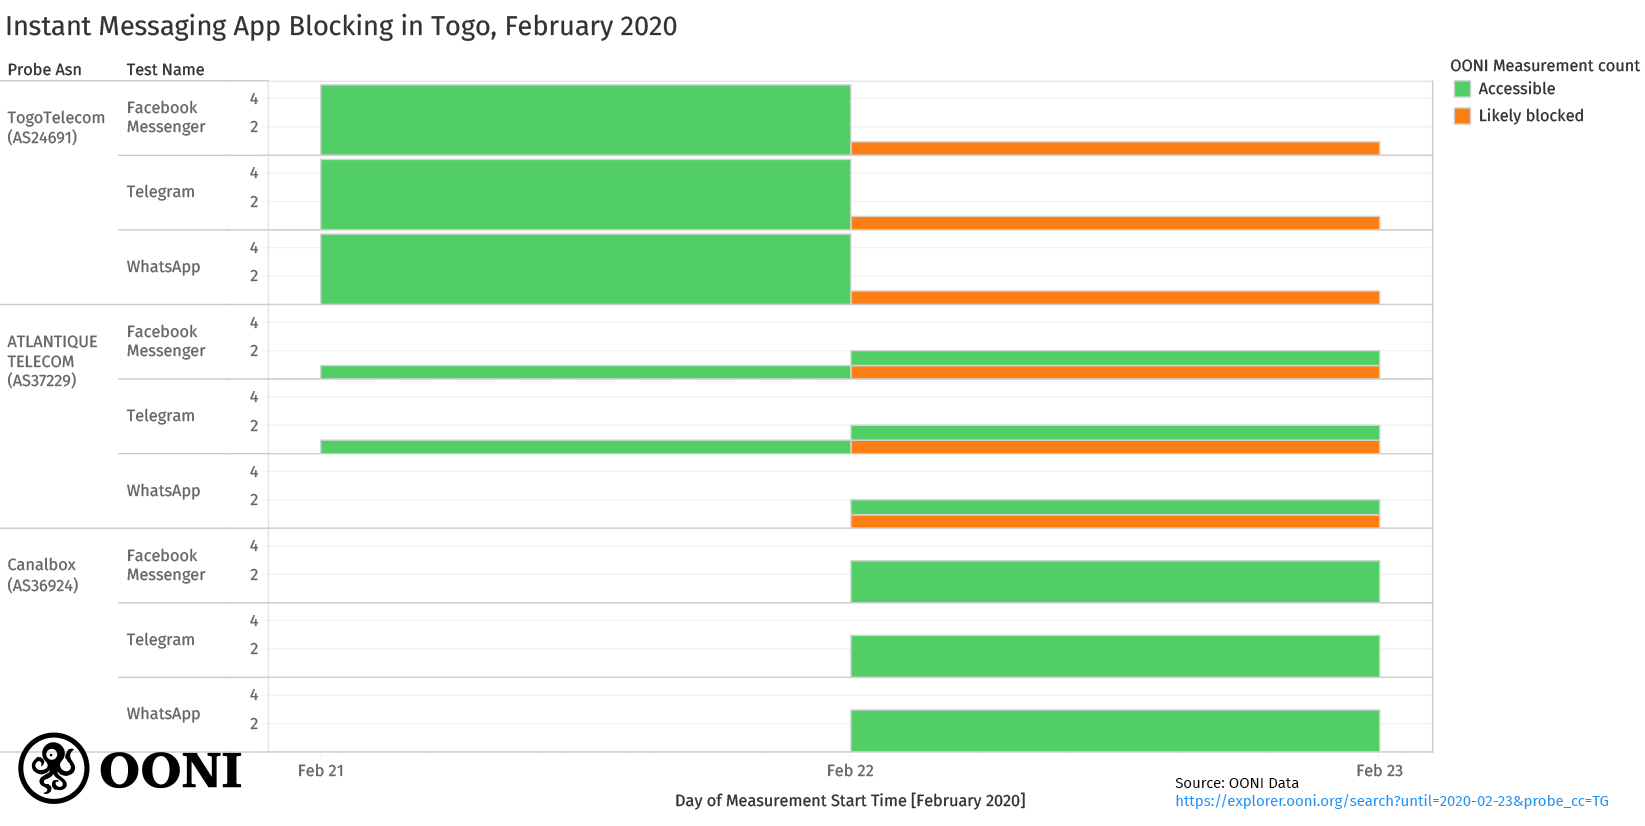 Instant Messaging App Blocking in Togo, February 2020
Probe Asn
Test Name
OONI Measurement count
Accessible
Likely blocked
TogoTelecom
(AS24691)
Facebook
Messenger
4
2
Telegram
4
2
WhatsApp
4
2
ATLANTIQUE
TELECOM
(AS37229)
Facebook
Messenger
4
2
Telegram
4
2
WhatsApp
4
2
Canalbox
(AS36924)
Facebook
Messenger
4
2
Telegram
4
2
WhatsApp
4
2
OONI
Feb 21
Feb 22
Feb 23
Day of Measurement Start Time [February 2020]
Source: OONI Data
https://explorer.ooni.org/search?until=2020-02-23&probe_cc=TG